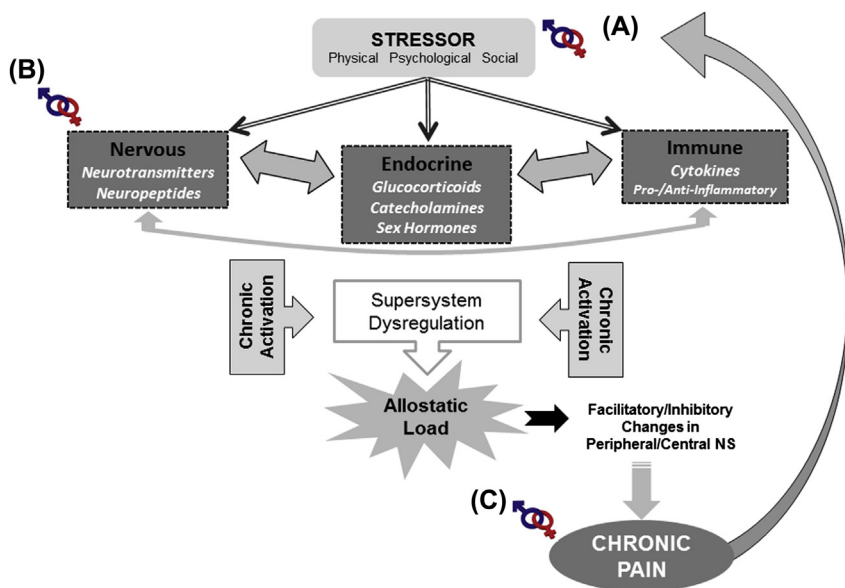 (A)
STRESSOR
Physical Psychological Social
(B)
Nervous
Neurotransmitters
Neuropeptides
Endocrine
Glucocorticoids
Catecholamines
Sex Hormones
Immune
Cytokines
Pro-/Anti-Inflammatory
Chronic
Activation
Supersystem
Dysregulation
Chronic
Activation
Allostatic
Load
Facilitatory/Inhibitory
Changes in
Peripheral/Central NS
(C)
CHRONIC
PAIN